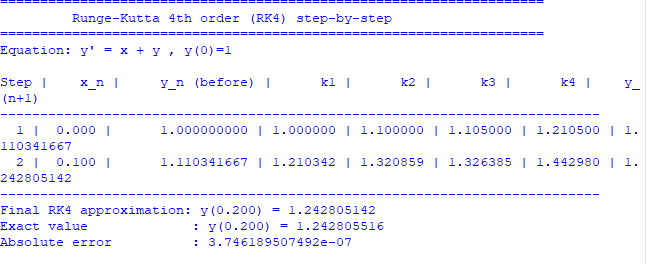 ====================================================================
Runge-Kutta 4th order (RK4) step-by-step
====================================================================
Equation: y' = x + y , y(0)=1
Step |    x_n |     y_n (before) |      k1 |      k2 |      k3 |      k4 |    y_
(n+1)
---------------------------------------------------------------------------
1 |  0.000 |     1.000000000 | 1.000000 | 1.100000 | 1.105000 | 1.210500 | 1.
110341667
2 |  0.100 |     1.110341667 | 1.210342 | 1.320859 | 1.326385 | 1.442980 | 1.
242805142
---------------------------------------------------------------------------
Final RK4 approximation: y(0.200) = 1.242805142
Exact value             : y(0.200) = 1.242805516
Absolute error          : 3.746189507492e-07